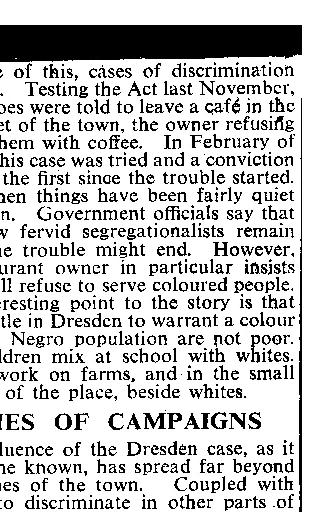 of this, cases of discrimination
. Testing the Act last November,
oes were told to leave a café in the
et of the town, the owner refusing
hem with coffee. In February of
his case was tried and a conviction
the first since the trouble started.
hen things have been fairly quiet
n. Government officials say that
w fervid segregationalists remain
e trouble might end. However,
urant owner in particular insists
ll refuse to serve coloured people.
eresting point to the story is that
tle in Dresden to warrant a colour
Negro population are not poor.
ldren mix at school with whites.
work on farms, and in the small
of the place, beside whites.
IES OF CAMPAIGNS
luence of the Dresden case, as it
ne known, has spread far beyond
nes of the town. Coupled with
to discriminate in other parts of